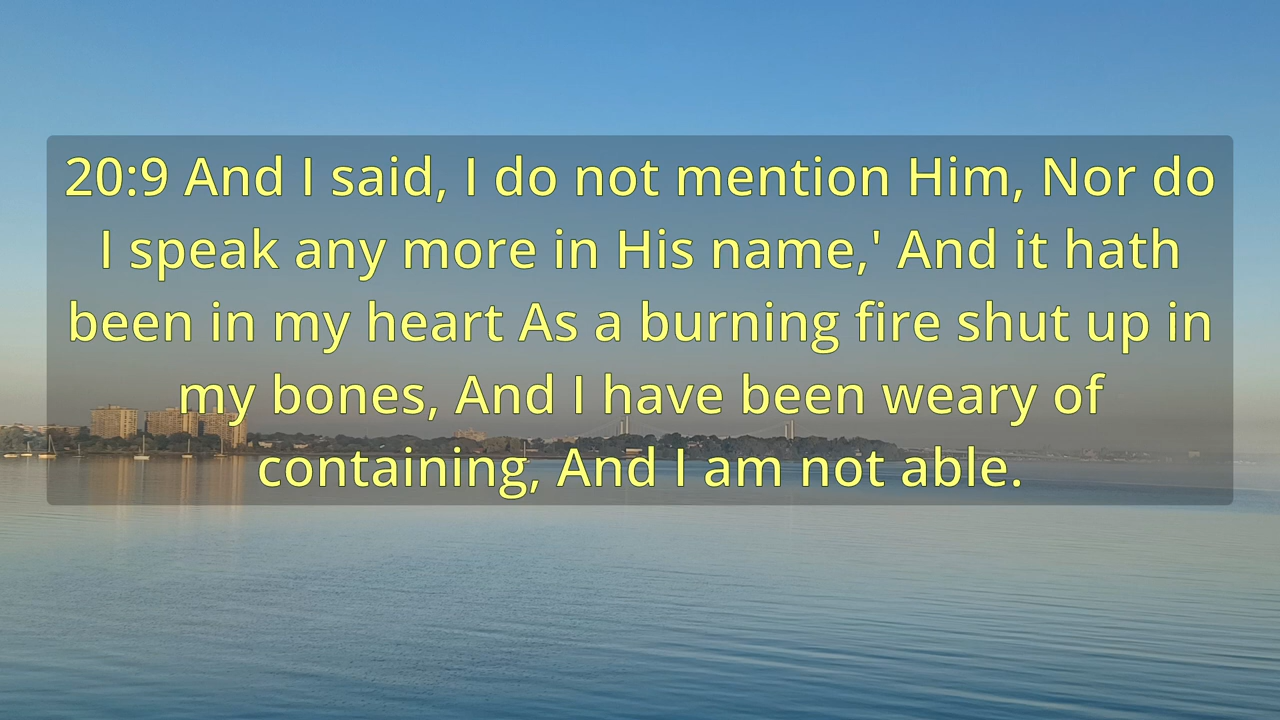 20:9 And I said, I do not mention Him, Nor do
I speak any more in His name,' And it hath
been in my heart As a burning fire shut up in
my bones, And I have been weary of
containing, And I am not able.